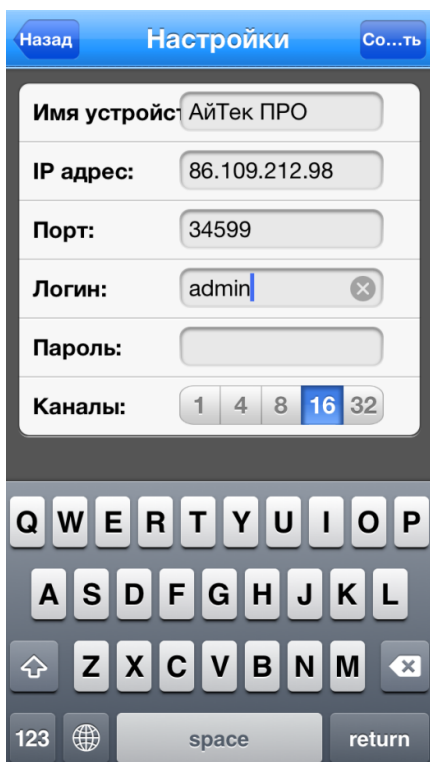 Назад Настройки Со...ть
Имя устройст АйТек ПРО
IP адрес: 86.109.212.98
Порт: 34599
Логин: admin
Пароль:
Каналы: 1 4 8 16 32
Q W E R T Y U I O P
A S D F G H J K L
Z X C V B N M
123 space return